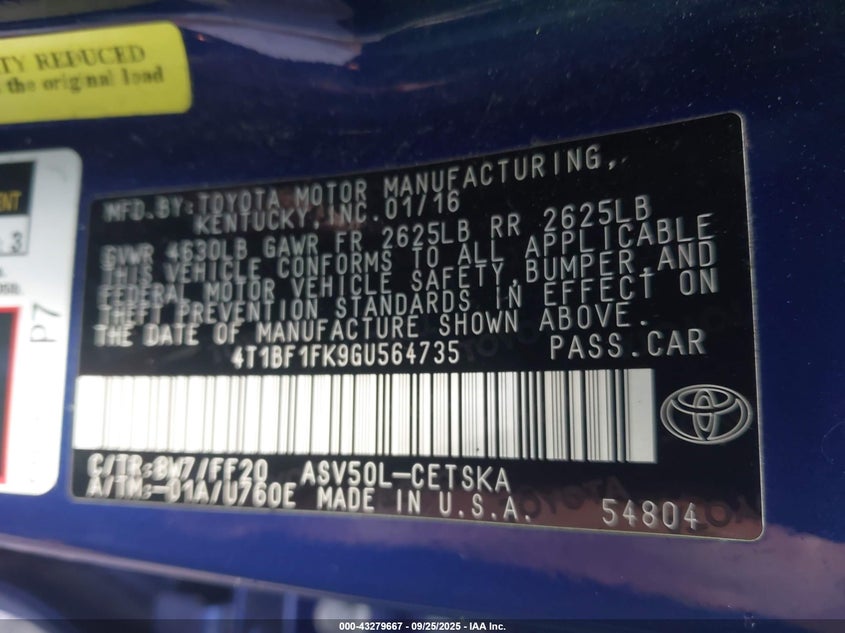 TY REDUCED
the original load
ENT
3
P7
MFD.BY: TOYOTA MOTOR MANUFACTURING,
KENTUCKY, INC. 01/16
GVWR 4630LB GAWR FR 2625LB RR 2625LB
THIS VEHICLE CONFORMS TO ALL APPLICABLE
FEDERAL MOTOR VEHICLE SAFETY, BUMPER, AND
THEFT PREVENTION STANDARDS IN EFFECT ON
THE DATE OF MANUFACTURE SHOWN ABOVE.
4T1BF1FK9GU564735 PASS.CAR
C/TR: 8W7/FF20 ASV50L-CETSKA
A/TM: -01A/U760E MADE IN U.S.A. 54804
000-43279667 - 09/25/2025 - IAA Inc.